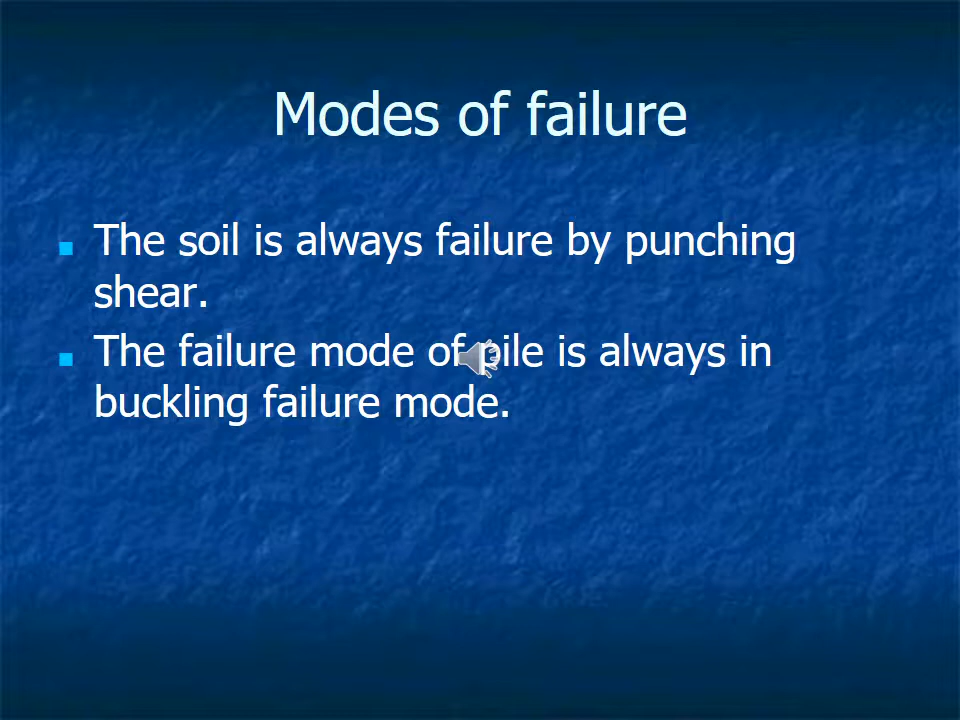 Modes of failure
The soil is always failure by punching
shear.
The failure mode of pile is always in
buckling failure mode.